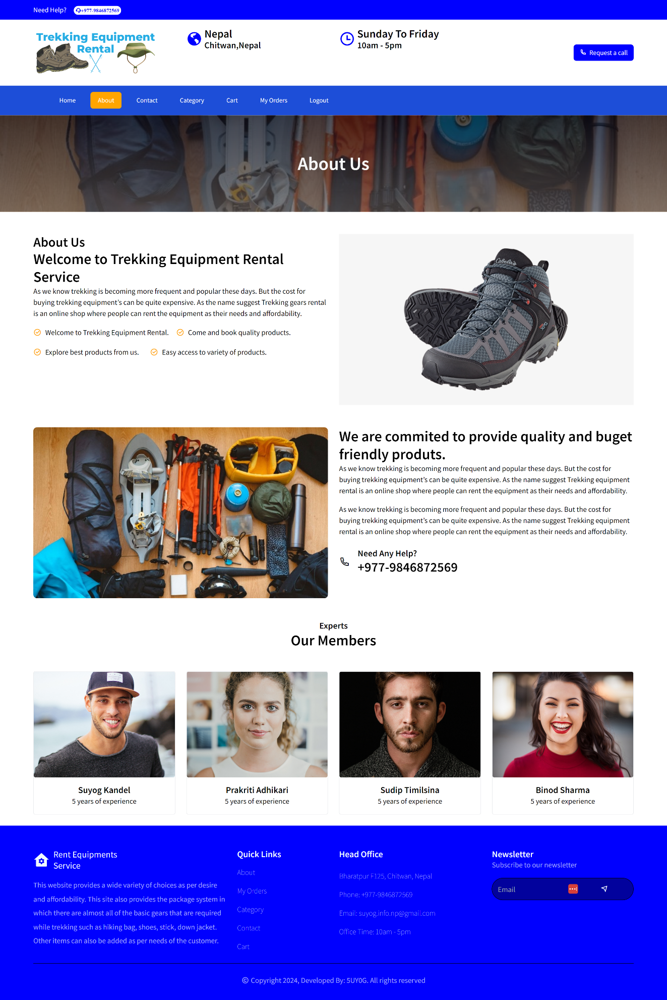 Need Help?
+977-9846872569
Trekking Equipment
Rental
Nepal
Chitwan,Nepal
Sunday To Friday
10am - 5pm
Request a call
Home
About
Contact
Category
Cart
My Orders
Logout
About Us
About Us
Welcome to Trekking Equipment Rental
Service
As we know trekking is becoming more frequent and popular these days. But the cost for
buying trekking equipment’s can be quite expensive. As the name suggest Trekking gears rental
is an online shop where people can rent the equipment as their needs and affordability.
Welcome to Trekking Equipment Rental.
Come and book quality products.
Explore best products from us.
Easy access to variety of products.
Cabela's
We are commited to provide quality and buget
friendly produts.
As we know trekking is becoming more frequent and popular these days. But the cost for
buying trekking equipment’s can be quite expensive. As the name suggest Trekking equipment
rental is an online shop where people can rent the equipment as their needs and affordability.
As we know trekking is becoming more frequent and popular these days. But the cost for
buying trekking equipment’s can be quite expensive. As the name suggest Trekking equipment
rental is an online shop where people can rent the equipment as their needs and affordability.
Need Any Help?
+977-9846872569
Experts
Our Members
Suyog Kandel
5 years of experience
Prakriti Adhikari
5 years of experience
Sudip Timilsina
5 years of experience
Binod Sharma
5 years of experience
Rent Equipments
Service
This website provides a wide variety of choices as per desire
and affordability. This site also provides the package system in
which there are almost all of the basic gears that are required
while trekking such as hiking bag, shoes, stick, down jacket.
Other items can also be added as per needs of the customer.
Quick Links
About
My Orders
Category
Contact
Cart
Head Office
Bharatpur F125, Chitwan, Nepal
Phone: +977-9846872569
Email: suyog.info.np@gmail.com
Office Time: 10am - 5pm
Newsletter
Subscribe to our newsletter
Email
© Copyright 2024, Developed By: 5UY0G. All rights reserved